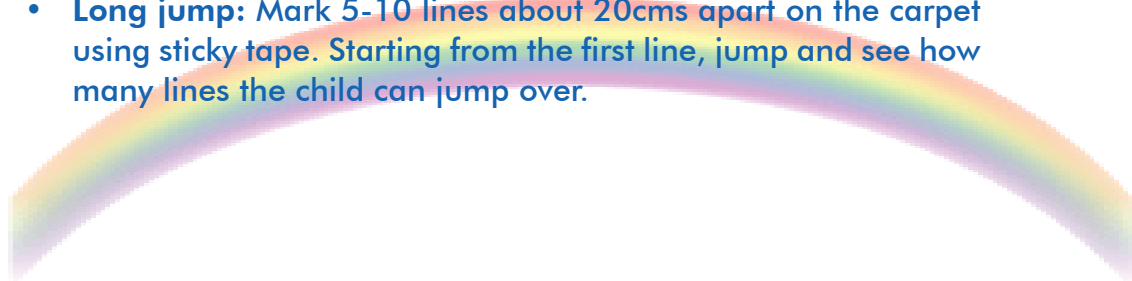 • Long jump: Mark 5-10 lines about 20cms apart on the carpet
using sticky tape. Starting from the first line, jump and see how
many lines the child can jump over.